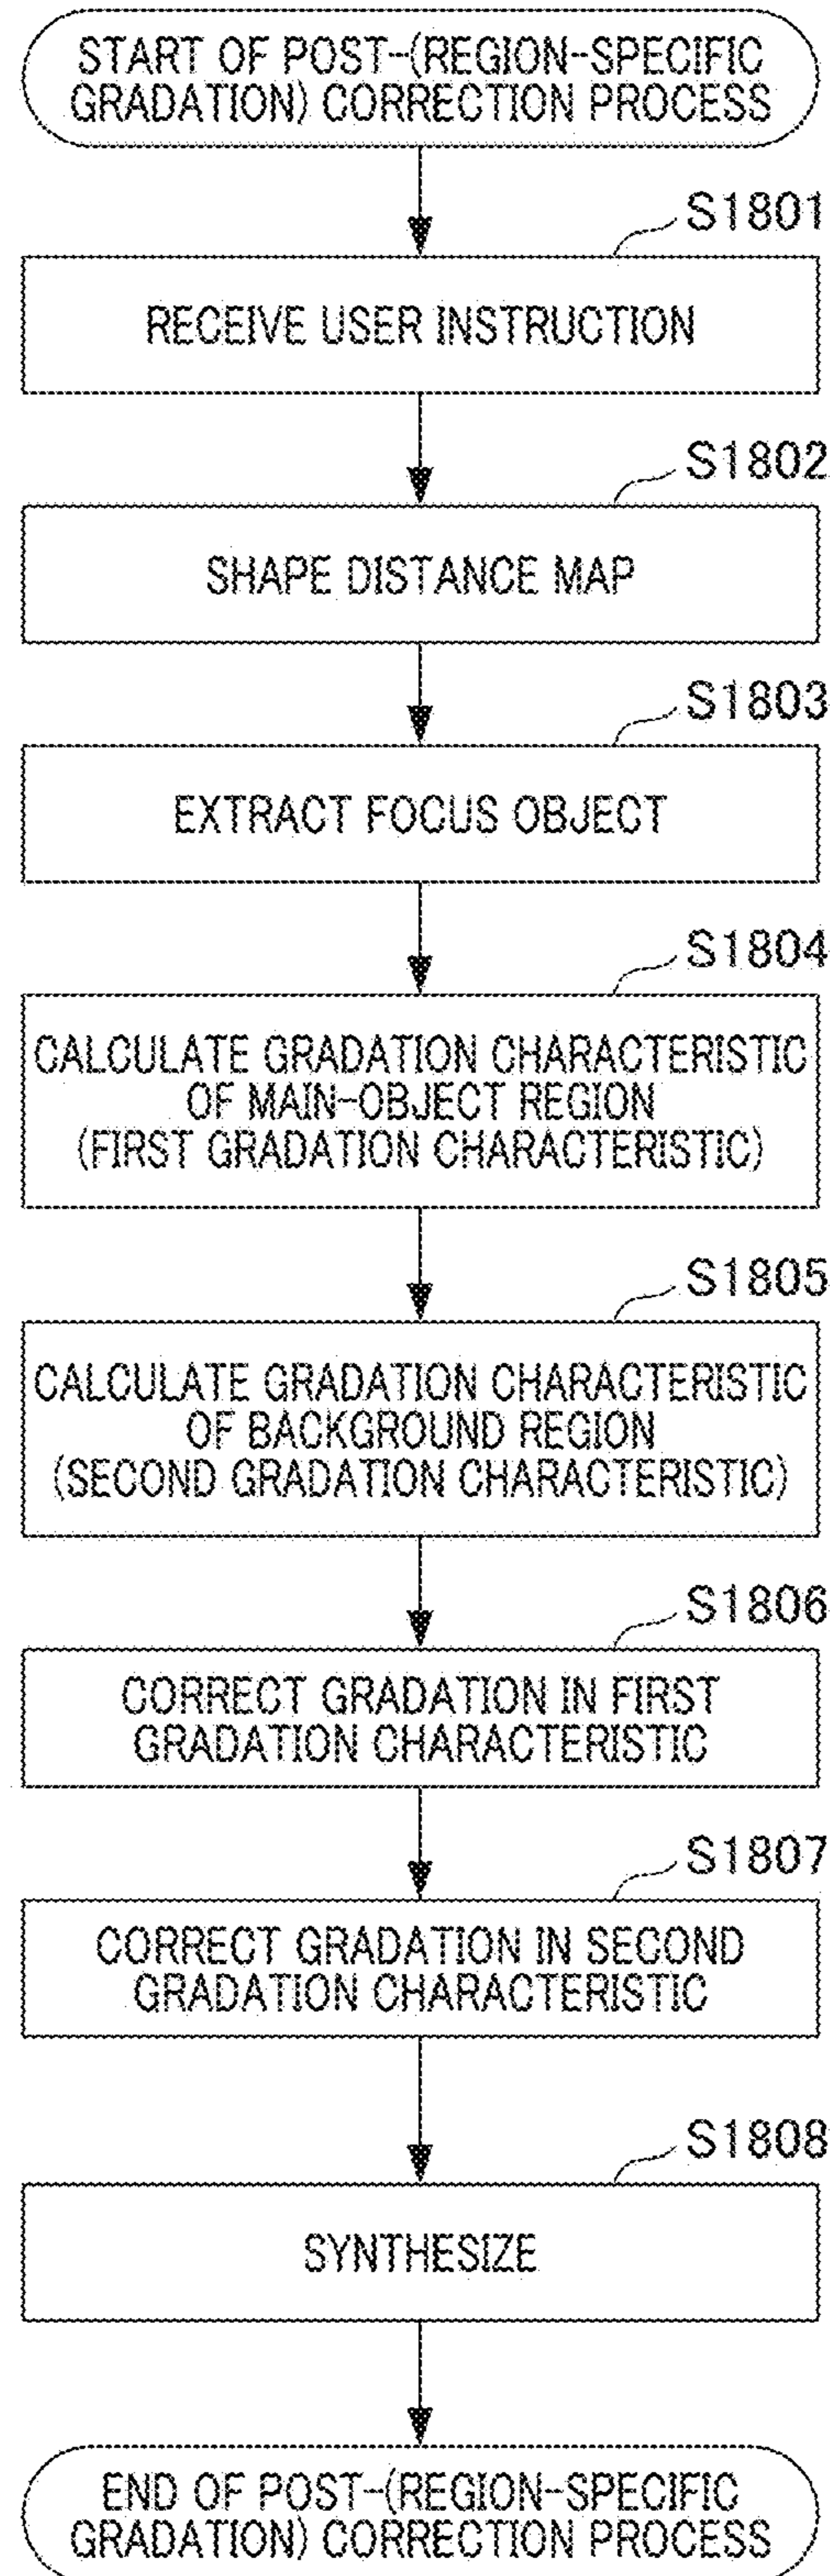 START OF POST-(REGION-SPECIFIC
GRADATION) CORRECTION PROCESS
S1801
RECEIVE USER INSTRUCTION
S1802
SHAPE DISTANCE MAP
S1803
EXTRACT FOCUS OBJECT
S1804
CALCULATE GRADATION CHARACTERISTIC
OF MAIN-OBJECT REGION
(FIRST GRADATION CHARACTERISTIC)
S1805
CALCULATE GRADATION CHARACTERISTIC
OF BACKGROUND REGION
(SECOND GRADATION CHARACTERISTIC)
S1806
CORRECT GRADATION IN FIRST
GRADATION CHARACTERISTIC
S1807
CORRECT GRADATION IN SECOND
GRADATION CHARACTERISTIC
S1808
SYNTHESIZE
END OF POST-(REGION-SPECIFIC
GRADATION) CORRECTION PROCESS